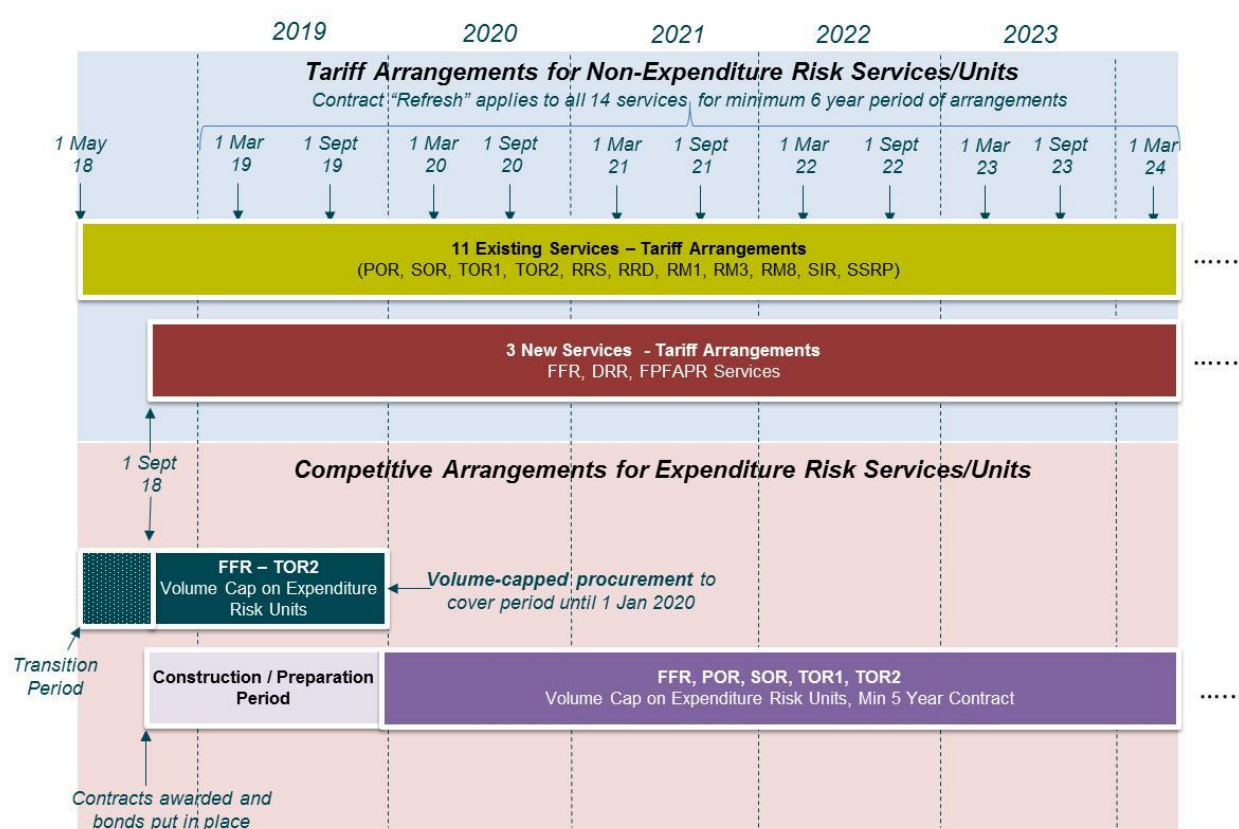 2019 2020 2021 2022 2023
Tariff Arrangements for Non-Expenditure Risk Services/Units
Contract “Refresh” applies to all 14 services for minimum 6 year period of arrangements
1 May
18
1 Mar
19
1 Sept
19
1 Mar
20
1 Sept
20
1 Mar
21
1 Sept
21
1 Mar
22
1 Sept
22
1 Mar
23
1 Sept
23
1 Mar
24
11 Existing Services – Tariff Arrangements
(POR, SOR, TOR1, TOR2, RRS, RRD, RM1, RM3, RM8, SIR, SSRP)
......
3 New Services - Tariff Arrangements
FFR, DRR, FPFAPR Services
......
1 Sept
18
Competitive Arrangements for Expenditure Risk Services/Units
FFR – TOR2
Volume Cap on Expenditure
Risk Units
Volume-capped procurement to
cover period until 1 Jan 2020
Transition
Period
Construction / Preparation
Period
FFR, POR, SOR, TOR1, TOR2
Volume Cap on Expenditure Risk Units, Min 5 Year Contract
.....
Contracts awarded and
bonds put in place